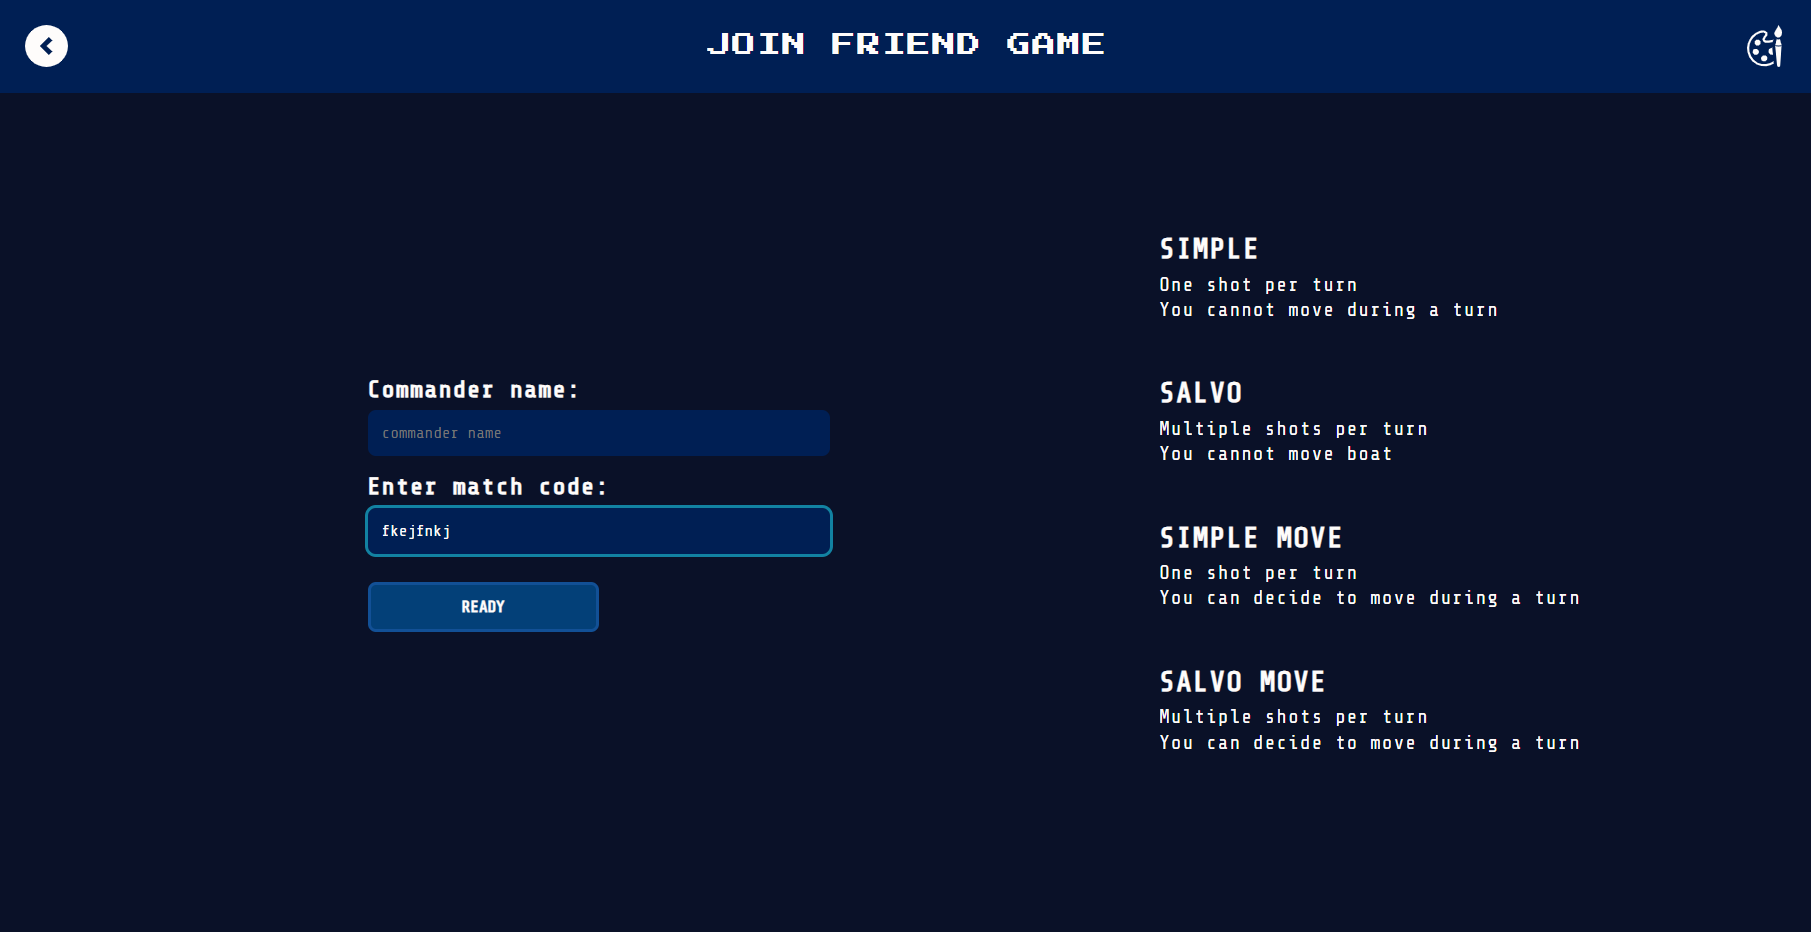 JOIN FRIEND GAME
Commander name:
commander name
Enter match code:
fkejfnkj
READY
SIMPLE
One shot per turn
You cannot move during a turn
SALVO
Multiple shots per turn
You cannot move boat
SIMPLE MOVE
One shot per turn
You can decide to move during a turn
SALVO MOVE
Multiple shots per turn
You can decide to move during a turn